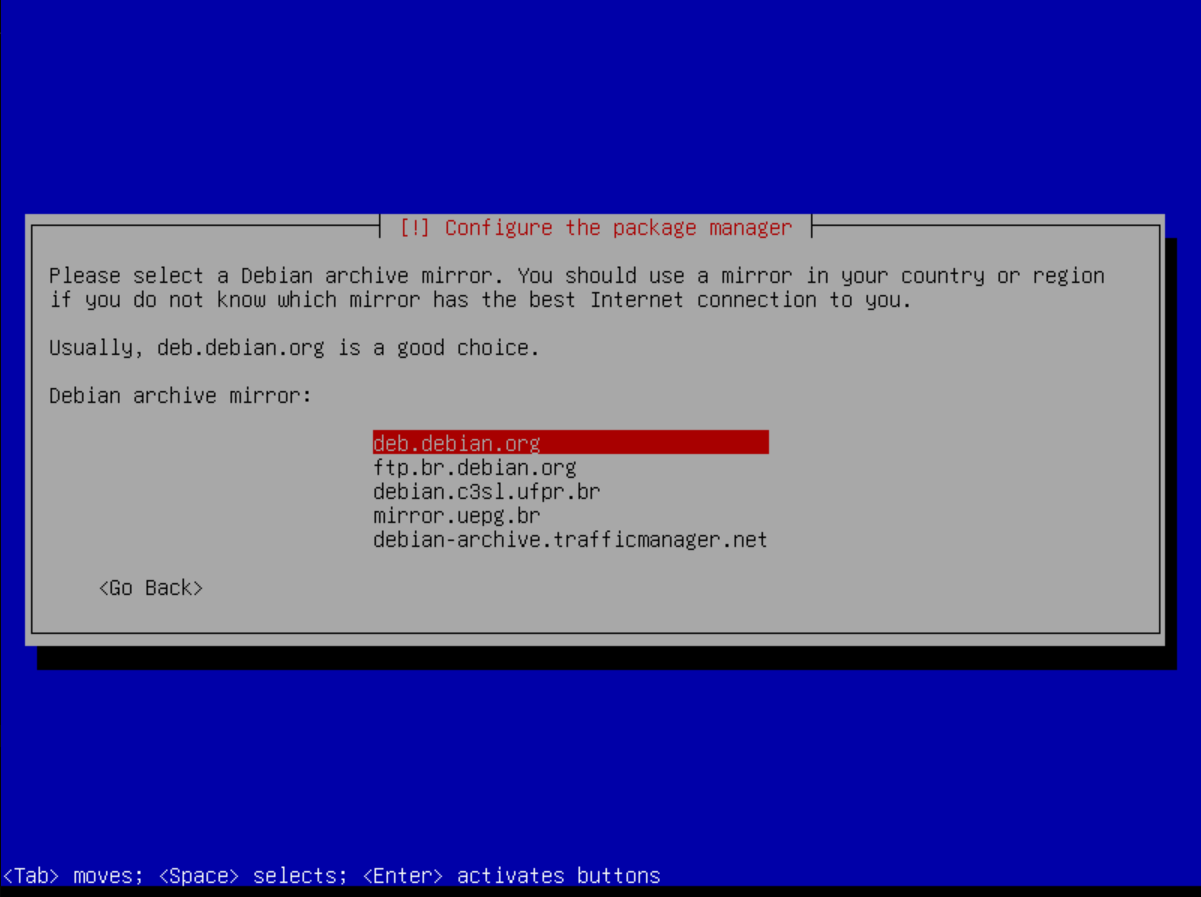 [!] Configure the package manager
Please select a Debian archive mirror. You should use a mirror in your country or region
if you do not know which mirror has the best Internet connection to you.
Usually, deb.debian.org is a good choice.
Debian archive mirror:
deb.debian.org
ftp.br.debian.org
debian.c3sl.ufpr.br
mirror.uepg.br
debian-archive.trafficmanager.net
<Go Back>
<Tab> moves; <Space> selects; <Enter> activates buttons